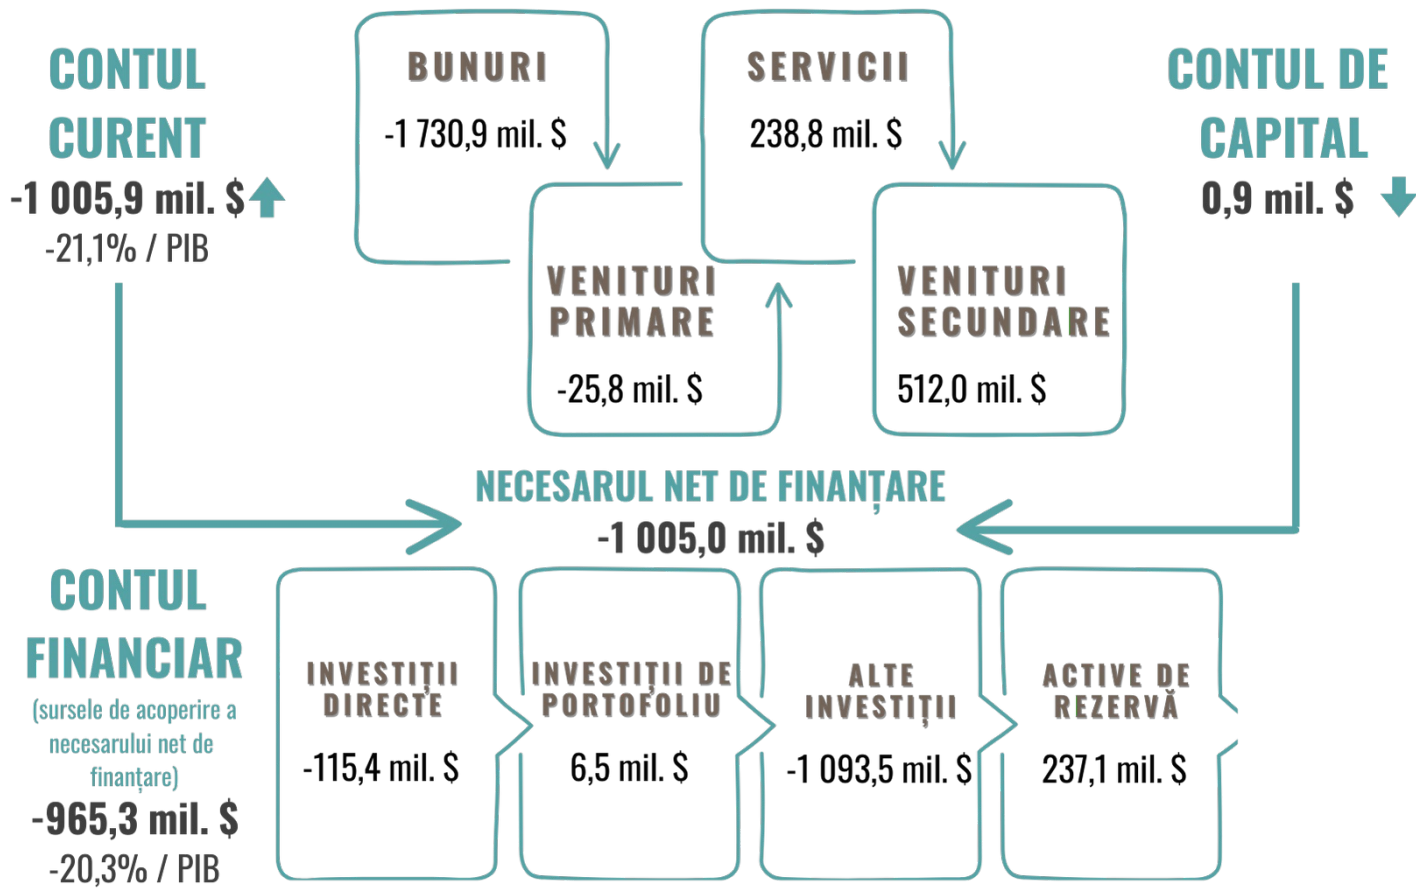 CONTUL
CURENT
-1 005,9 mil. $
-21,1% / PIB
BUNURI
-1 730,9 mil. $
SERVICII
238,8 mil. $
CONTUL DE
CAPITAL
0,9 mil. $
VENITURI
PRIMARE
-25,8 mil. $
VENITURI
SECUNDARE
512,0 mil. $
NECESARUL NET DE FINANȚARE
-1 005,0 mil. $
CONTUL
FINANCIAR
(sursele de acoperire a
necesarului net de
finanțare)
-965,3 mil. $
-20,3% / PIB
INVESTIȚII
DIRECTE
-115,4 mil. $
INVESTIȚII DE
PORTOFOLIU
6,5 mil. $
ALTE
INVESTIȚII
-1 093,5 mil. $
ACTIVE DE
REZERVĂ
237,1 mil. $